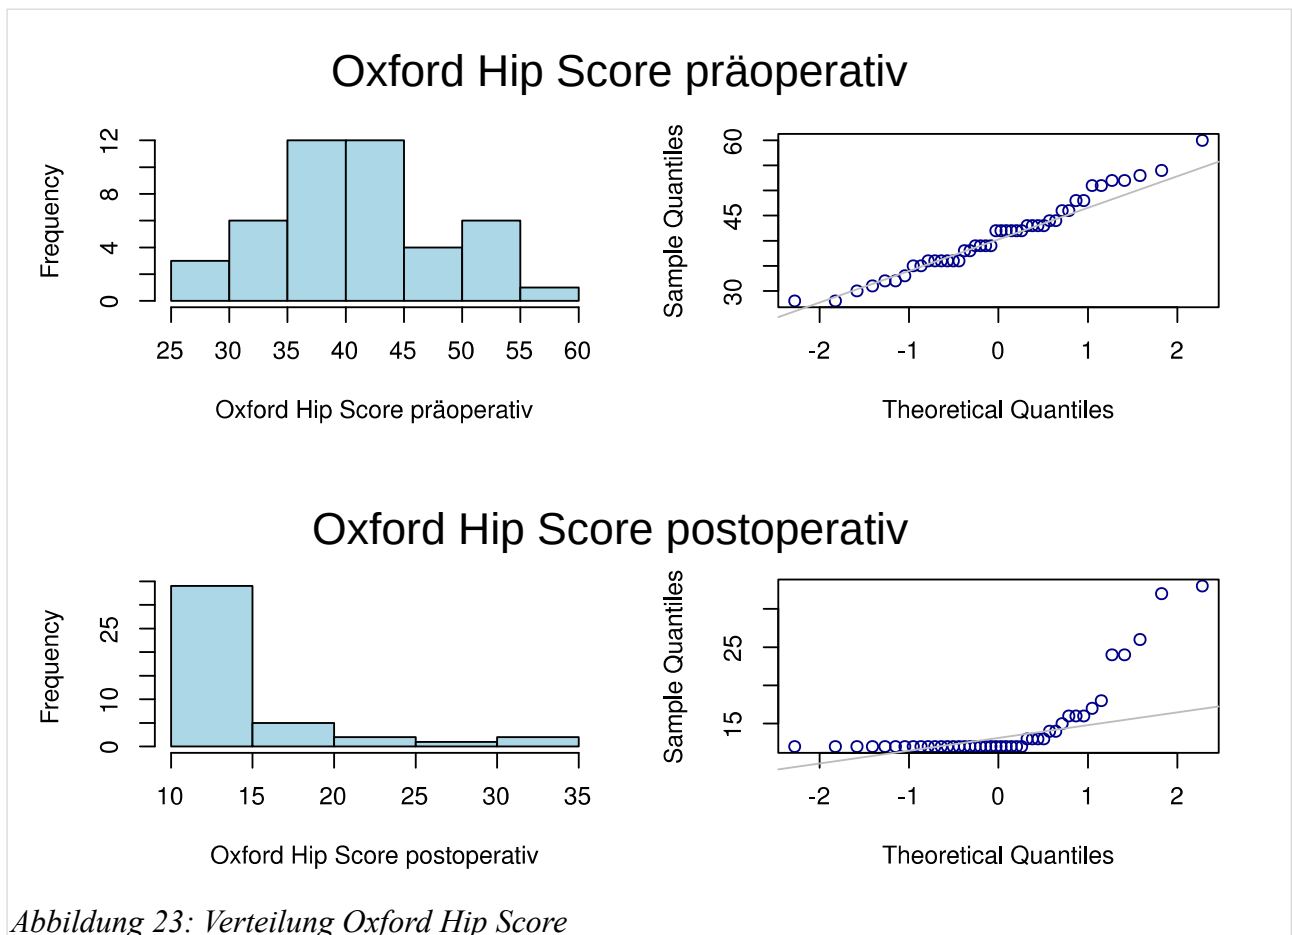 Oxford Hip Score präoperativ
Frequency
0 4 8 12
25 30 35 40 45 50 55 60
Oxford Hip Score präoperativ
Sample Quantiles
30 45 60
-2 -1 0 1 2
Theoretical Quantiles
Oxford Hip Score postoperativ
Frequency
0 10 25
10 15 20 25 30 35
Oxford Hip Score postoperativ
Sample Quantiles
15 25
-2 -1 0 1 2
Theoretical Quantiles
Abbildung 23: Verteilung Oxford Hip Score